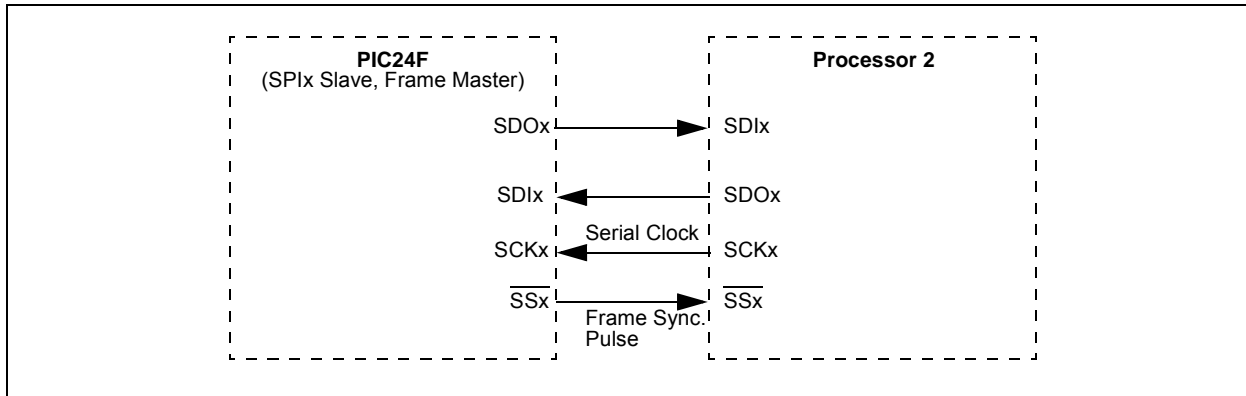 PIC24F
(SPIx Slave, Frame Master)
Processor 2
SDOx
SDIx
SDIx
SDOx
Serial Clock
SCKx
SCKx
SSx
SSx
Frame Sync.
Pulse